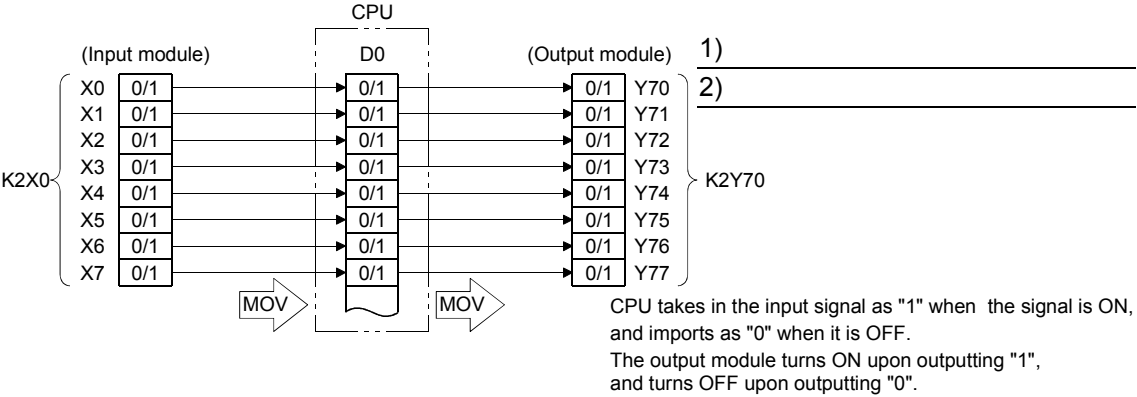 CPU
(Input module) D0 (Output module) 1)
X0 0/1 0/1 0/1 Y70 2)
X1 0/1 0/1 0/1 Y71
X2 0/1 0/1 0/1 Y72
X3 0/1 0/1 0/1 Y73
K2X0 K2Y70
X4 0/1 0/1 0/1 Y74
X5 0/1 0/1 0/1 Y75
X6 0/1 0/1 0/1 Y76
X7 0/1 0/1 0/1 Y77
MOV MOV
CPU takes in the input signal as "1" when the signal is ON,
and imports as "0" when it is OFF.
The output module turns ON upon outputting "1",
and turns OFF upon outputting "0".